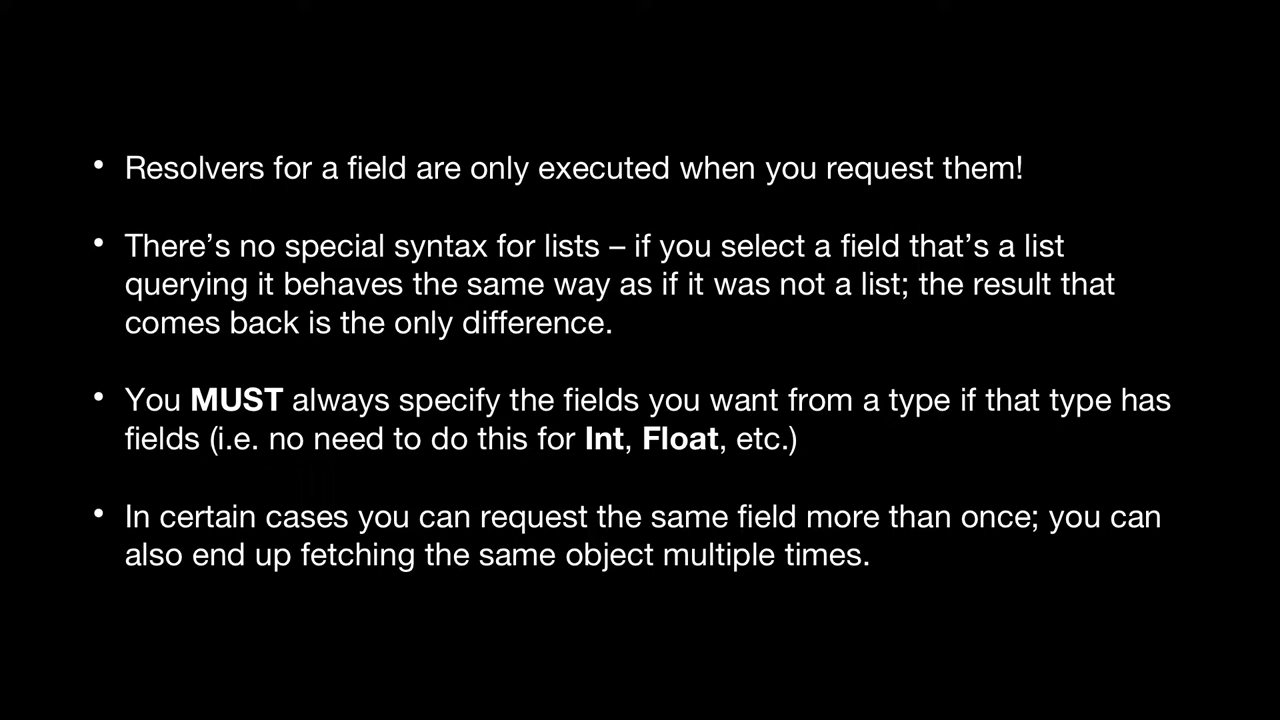 • Resolvers for a field are only executed when you request them!
• There’s no special syntax for lists – if you select a field that’s a list
querying it behaves the same way as if it was not a list; the result that
comes back is the only difference.
• You MUST always specify the fields you want from a type if that type has
fields (i.e. no need to do this for Int, Float, etc.)
• In certain cases you can request the same field more than once; you can
also end up fetching the same object multiple times.